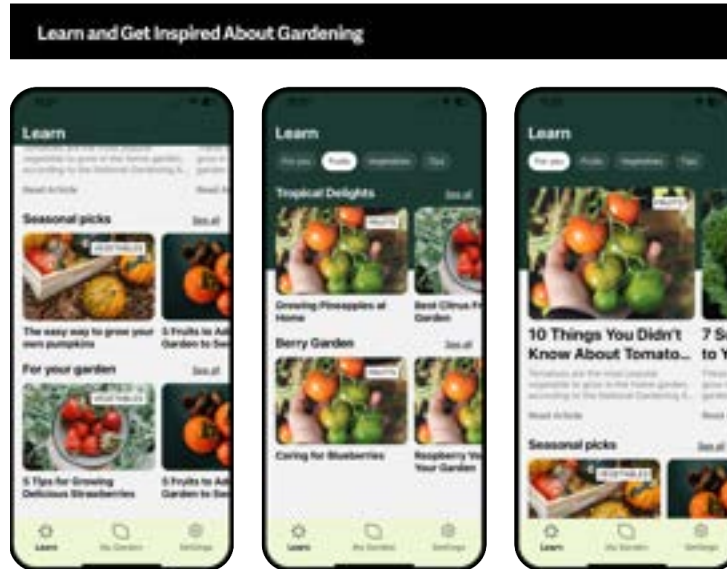 Learn and Get Inspired About Gardening
Learn
Read Article
Seasonal picks
See all
VEGETABLES
The easy way to grow your
own pumpkins
5 Fruits to Ad
Garden to Sw
For your garden
See all
VEGETABLES
5 Tips for Growing
Delicious Strawberries
5 Fruits to Ad
Garden to Sw
Learn
My Garden
Settings
Learn
For you
Fruits
Vegetables
Tips
Tropical Delights
See all
FRUITS
Growing Pineapples at
Home
Best Citrus Fr
Garden
Berry Garden
See all
FRUITS
Caring for Blueberries
Raspberry
Your Garden
Learn
My Garden
Settings
Learn
For you
Fruits
Vegetables
Tips
FRUITS
10 Things You Didn't
Know About Tomato...
7 S
to Y
Tomatoes are the most popular
vegetable to grow in the home garden,
according to the National Gardening A...
Read Article
Seasonal picks
See all
VEGETABLES
Learn
My Garden
Settings